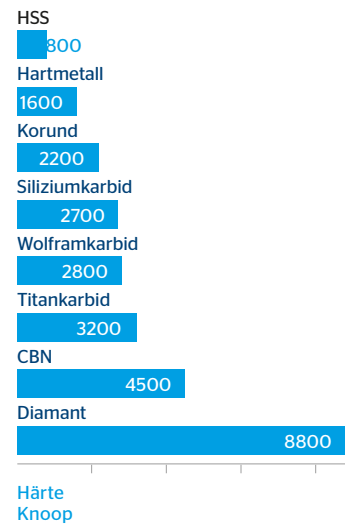 HSS
800
Hartmetall
1600
Korund
2200
Siliziumkarbid
2700
Wolframkarbid
2800
Titankarbid
3200
CBN
4500
Diamant
8800
Härte
Knoop